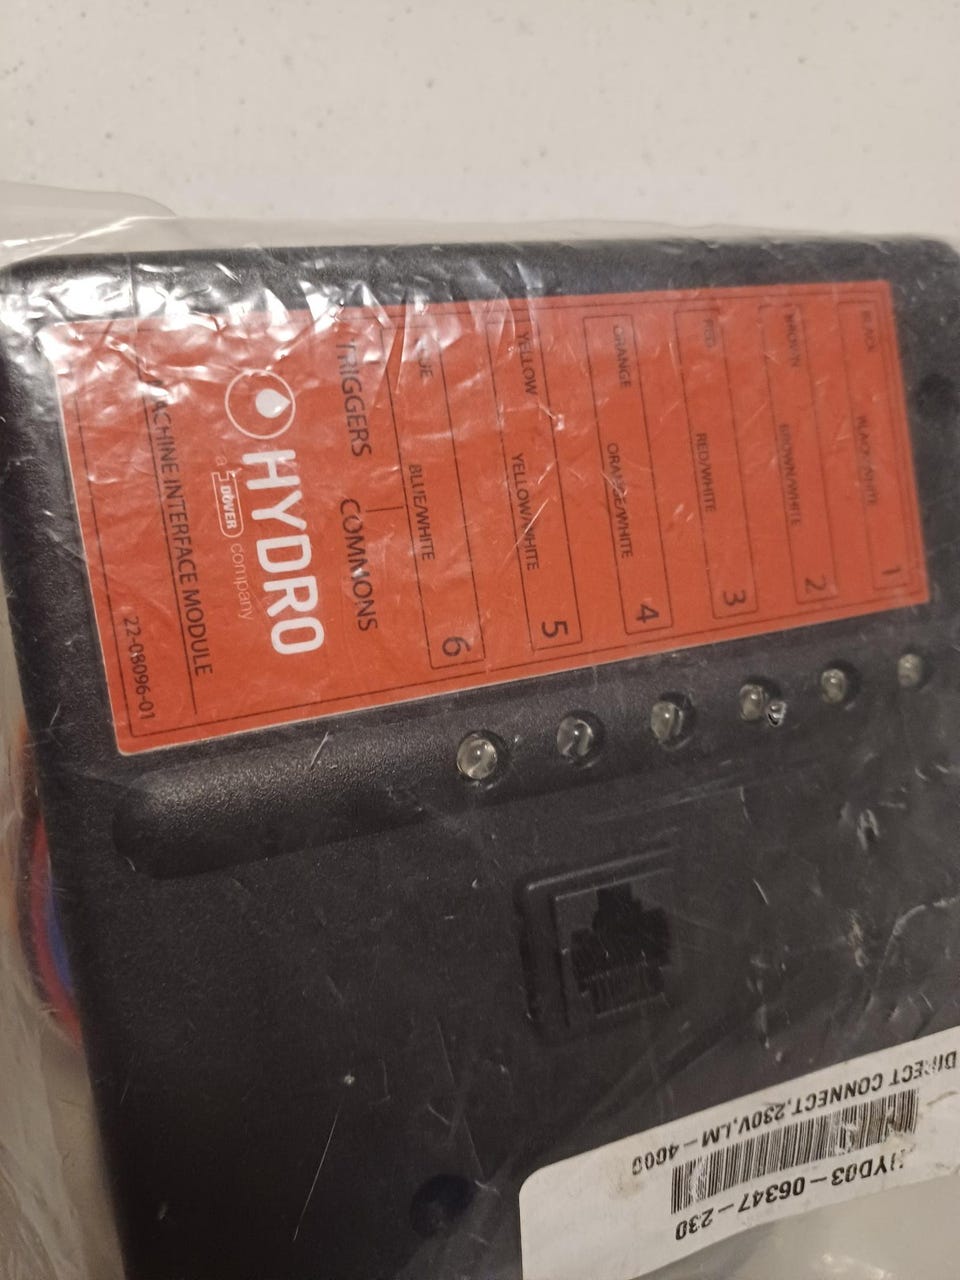 BLACK BLACK/WHITE 1
BROWN BROWN/WHITE 2
RED RED/WHITE 3
ORANGE ORANGE/WHITE 4
YELLOW YELLOW/WHITE 5
BLUE BLUE/WHITE 6
TRIGGERS COMMONS
HYDRO
a DOVER company
MACHINE INTERFACE MODULE
22-08096-01
HYD03-06347-230
DIRECT CONNECT,230V,LM-4000